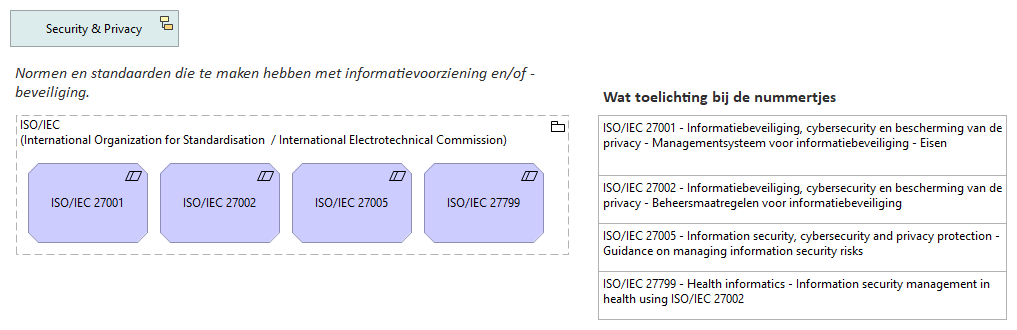 Security & Privacy
Normen en standaarden die te maken hebben met informatievoorziening en/of -
beveiliging.
ISO/IEC
(International Organization for Standardisation  / International Electrotechnical Commission)
ISO/IEC 27001
ISO/IEC 27002
ISO/IEC 27005
ISO/IEC 27799
Wat toelichting bij de nummertjes
ISO/IEC 27001 - Informatiebeveiliging, cybersecurity en bescherming van de
privacy - Managementsysteem voor informatiebeveiliging - Eisen
ISO/IEC 27002 - Informatiebeveiliging, cybersecurity en bescherming van de
privacy - Beheersmaatregelen voor informatiebeveiliging
ISO/IEC 27005 - Information security, cybersecurity and privacy protection -
Guidance on managing information security risks
ISO/IEC 27799 - Health informatics - Information security management in
health using ISO/IEC 27002